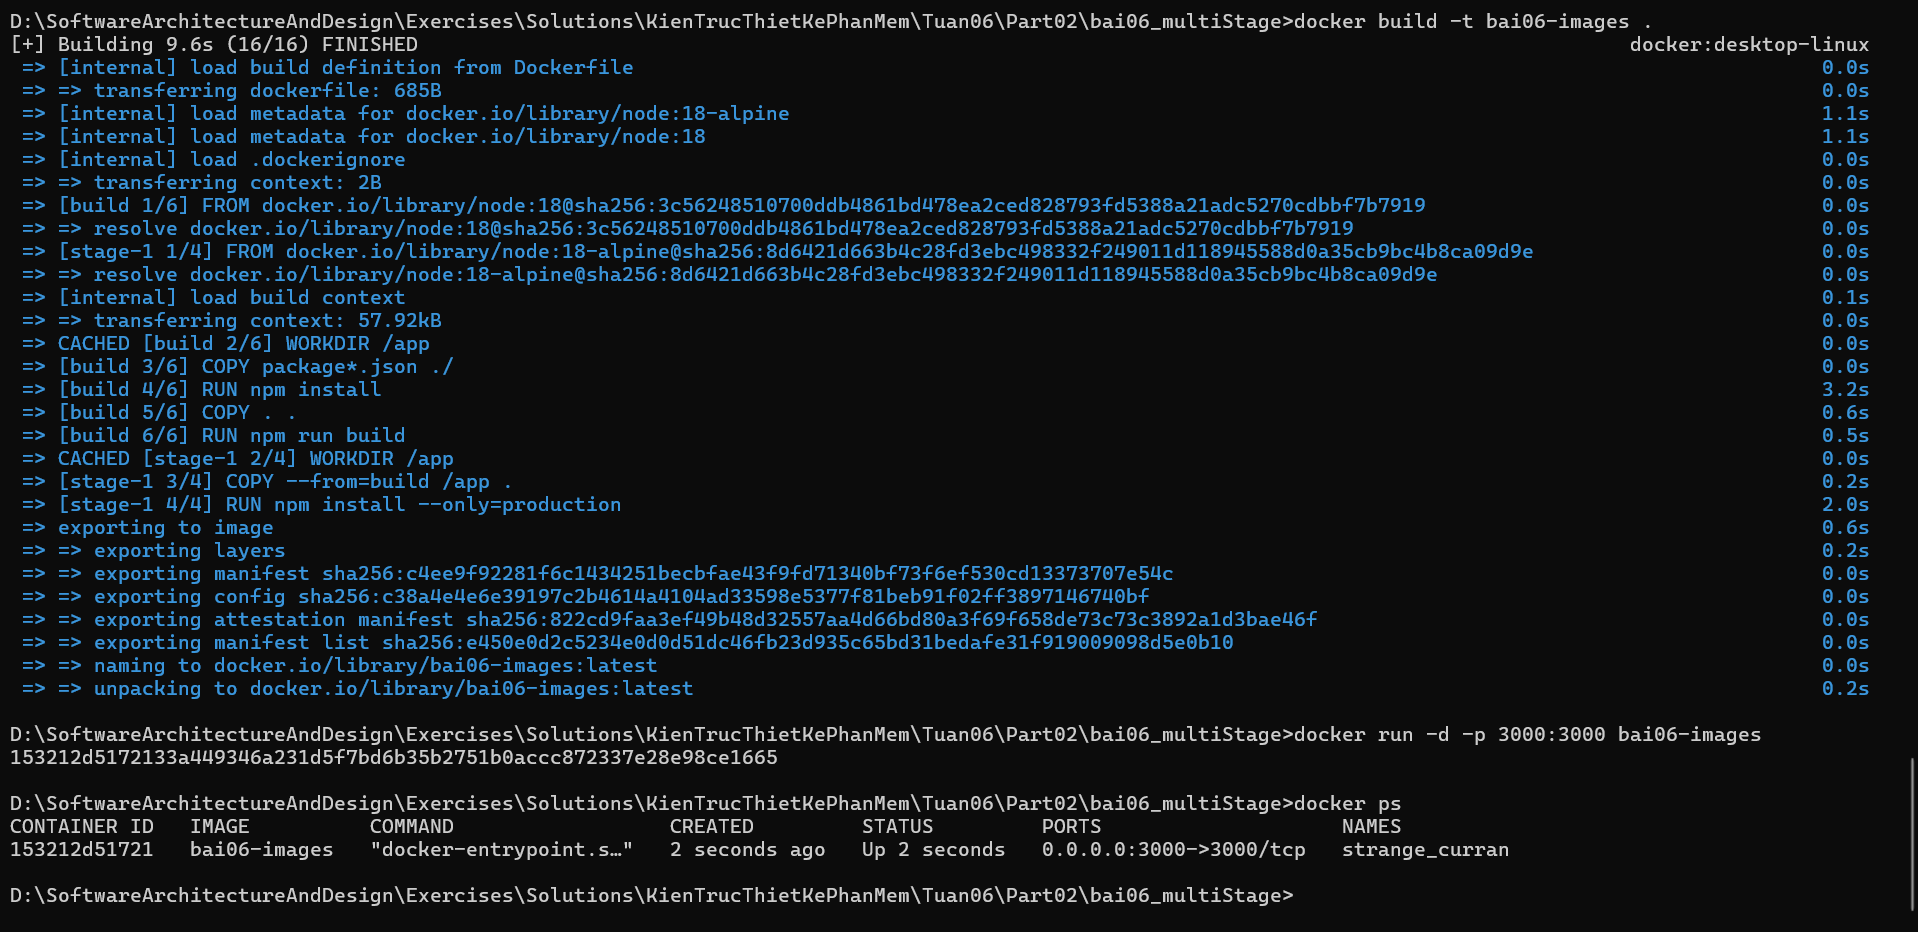 D:\SoftwareArchitectureAndDesign\Exercises\Solutions\KienTrucThietKePhanMem\Tuan06\Part02\bai06_multiStage>docker build -t bai06-images .
[+] Building 9.6s (16/16) FINISHED docker:desktop-linux
=> [internal] load build definition from Dockerfile 0.0s
=> => transferring dockerfile: 685B 0.0s
=> [internal] load metadata for docker.io/library/node:18-alpine 1.1s
=> [internal] load metadata for docker.io/library/node:18 1.1s
=> [internal] load .dockerignore 0.0s
=> => transferring context: 2B 0.0s
=> [build 1/6] FROM docker.io/library/node:18@sha256:3c56248510700ddb4861bd478ea2ced828793fd5388a21adc5270cdbbf7b7919 0.0s
=> => resolve docker.io/library/node:18@sha256:3c56248510700ddb4861bd478ea2ced828793fd5388a21adc5270cdbbf7b7919 0.0s
=> [stage-1 1/4] FROM docker.io/library/node:18-alpine@sha256:8d6421d663b4c28fd3ebc498332f249011d118945588d0a35cb9bc4b8ca09d9e 0.0s
=> => resolve docker.io/library/node:18-alpine@sha256:8d6421d663b4c28fd3ebc498332f249011d118945588d0a35cb9bc4b8ca09d9e 0.0s
=> [internal] load build context 0.1s
=> => transferring context: 57.92kB 0.0s
=> CACHED [build 2/6] WORKDIR /app 0.0s
=> [build 3/6] COPY package*.json ./ 0.0s
=> [build 4/6] RUN npm install 3.2s
=> [build 5/6] COPY . . 0.6s
=> [build 6/6] RUN npm run build 0.5s
=> CACHED [stage-1 2/4] WORKDIR /app 0.0s
=> [stage-1 3/4] COPY --from=build /app . 0.2s
=> [stage-1 4/4] RUN npm install --only=production 2.0s
=> exporting to image 0.6s
=> => exporting layers 0.2s
=> => exporting manifest sha256:c4ee9f92281f6c1434251becbfae43f9fd71340bf73f6ef530cd13373707e54c 0.0s
=> => exporting config sha256:c38a4e4e6e39197c2b4614a4104ad33598e5377f81beb91f02ff3897146740bf 0.0s
=> => exporting attestation manifest sha256:822cd9faa3ef49b48d32557aa4d66bd80a3f69f658de73c73c3892a1d3bae46f 0.0s
=> => exporting manifest list sha256:e450e0d2c5234e0d0d51dc46fb23d935c65bd31bedafe31f919009098d5e0b10 0.0s
=> => naming to docker.io/library/bai06-images:latest 0.0s
=> => unpacking to docker.io/library/bai06-images:latest 0.2s
D:\SoftwareArchitectureAndDesign\Exercises\Solutions\KienTrucThietKePhanMem\Tuan06\Part02\bai06_multiStage>docker run -d -p 3000:3000 bai06-images
153212d5172133a449346a231d5f7bd6b35b2751b0accc872337e28e98ce1665
D:\SoftwareArchitectureAndDesign\Exercises\Solutions\KienTrucThietKePhanMem\Tuan06\Part02\bai06_multiStage>docker ps
CONTAINER ID IMAGE COMMAND CREATED STATUS PORTS NAMES
153212d51721 bai06-images "docker-entrypoint.s…" 2 seconds ago Up 2 seconds 0.0.0.0:3000->3000/tcp strange_curran
D:\SoftwareArchitectureAndDesign\Exercises\Solutions\KienTrucThietKePhanMem\Tuan06\Part02\bai06_multiStage>